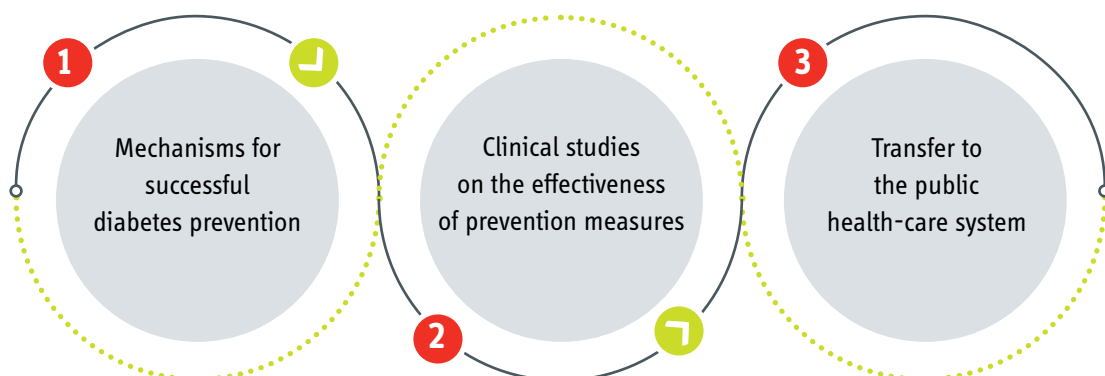 1
Mechanisms for
successful
diabetes prevention
2
Clinical studies
on the effectiveness
of prevention measures
3
Transfer to
the public
health-care system